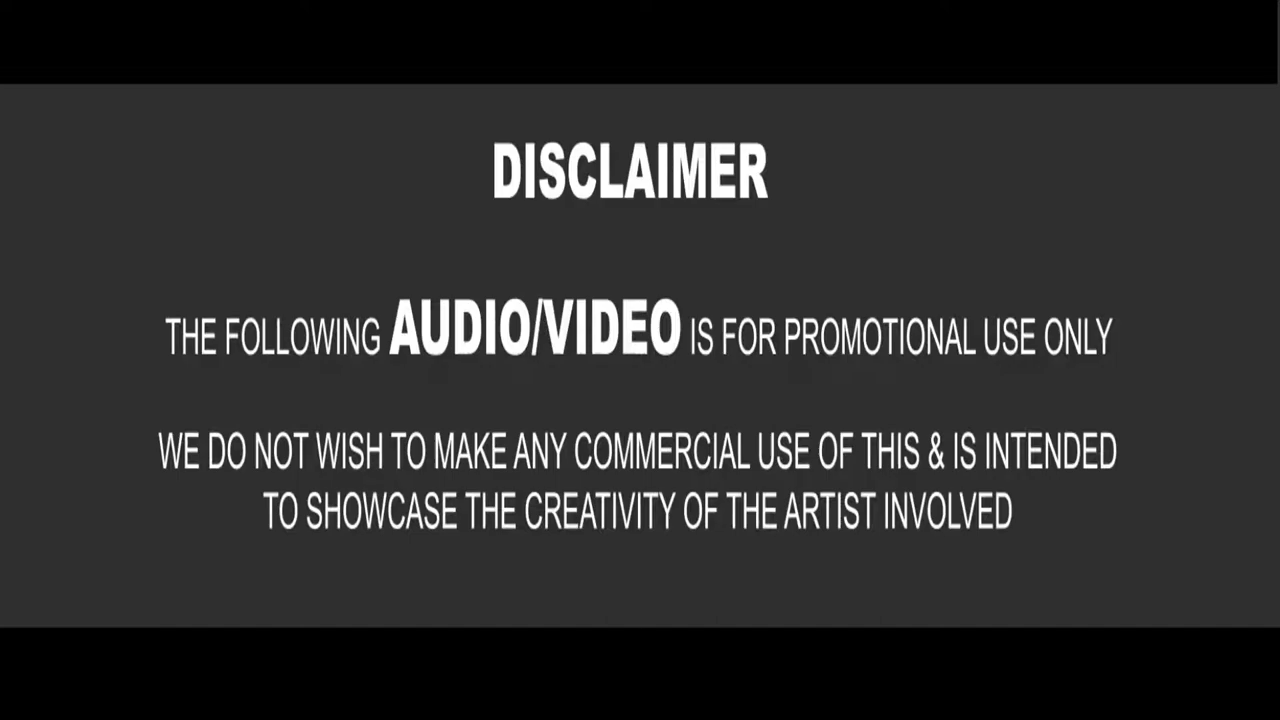 DISCLAIMER
THE FOLLOWING AUDIO/VIDEO IS FOR PROMOTIONAL USE ONLY
WE DO NOT WISH TO MAKE ANY COMMERCIAL USE OF THIS & IS INTENDED
TO SHOWCASE THE CREATIVITY OF THE ARTIST INVOLVED